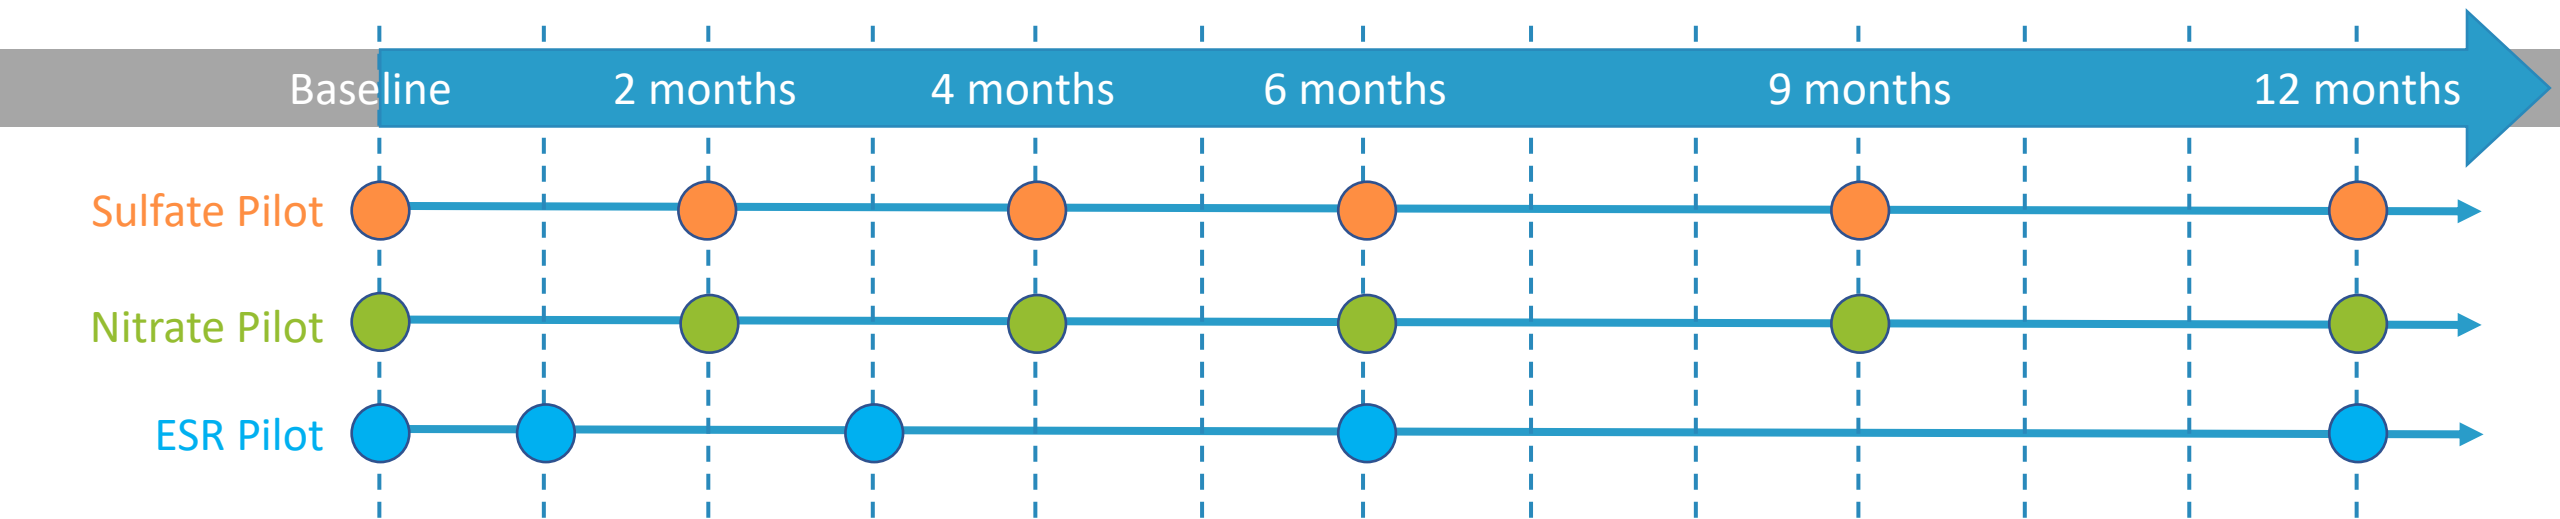 Baseline 2 months 4 months 6 months 9 months 12 months
Sulfate Pilot
Nitrate Pilot
ESR Pilot